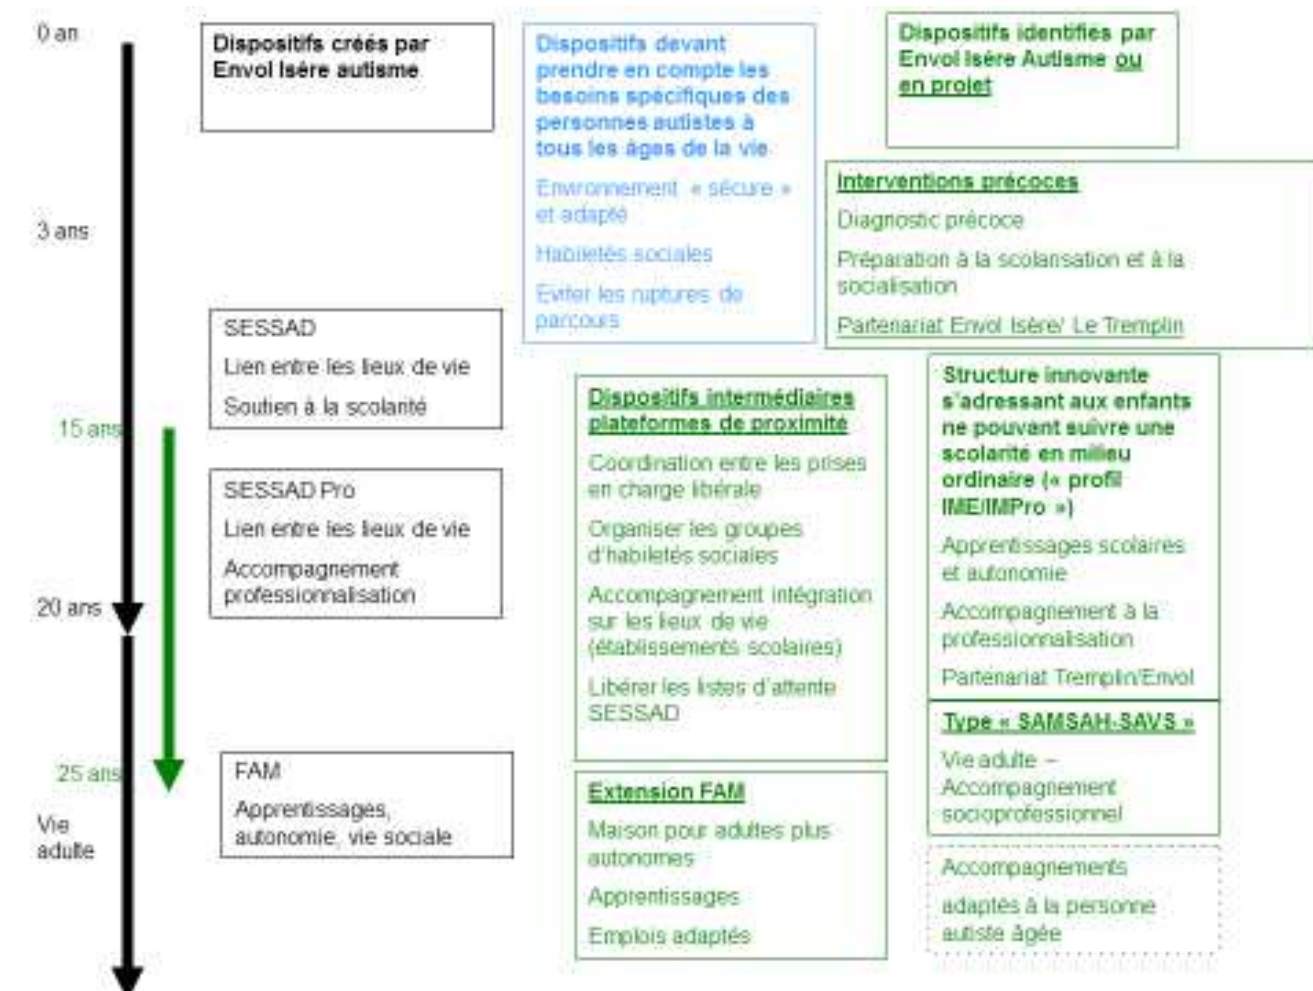 0 an
3 ans
15 ans
20 ans
25 ans
Vie
adulte
Dispositifs créés par
Envol Isère autisme
SESSAD
Lien entre les lieux de vie
Soutien à la scolarité
SESSAD Pro
Lien entre les lieux de vie
Accompagnement
professionnalisation
FAM
Apprentissages,
autonomie, vie sociale
Dispositifs devant
prendre en compte les
besoins spécifiques des
personnes autistes à
tous les âges de la vie
Environnement « sécure »
et adapté
Habiletés sociales
Eviter les ruptures de
parcours
Dispositifs identifiés par
Envol Isère Autisme ou
en projet
Interventions précoces
Diagnostic précoce
Préparation à la scolarisation et à la
socialisation
Partenariat Envol Isère/ Le Tremplin
Dispositifs intermédiaires
plateformes de proximité
Coordination entre les prises
en charge libérale
Organiser les groupes
d'habiletés sociales
Accompagnement intégration
sur les lieux de vie
(établissements scolaires)
Libérer les listes d'attente
SESSAD
Extension FAM
Maison pour adultes plus
autonomes
Apprentissages
Emplois adaptés
Structure innovante
s'adressant aux enfants
ne pouvant suivre une
scolarité en milieu
ordinaire (« profil
IME/IMPro »)
Apprentissages scolaires
et autonomie
Accompagnement à la
professionnalisation
Partenariat Tremplin/Envol
Type « SAMSAH-SAVS »
Vie adulte –
Accompagnement
socioprofessionnel
Accompagnements
adaptés à la personne
autiste âgée